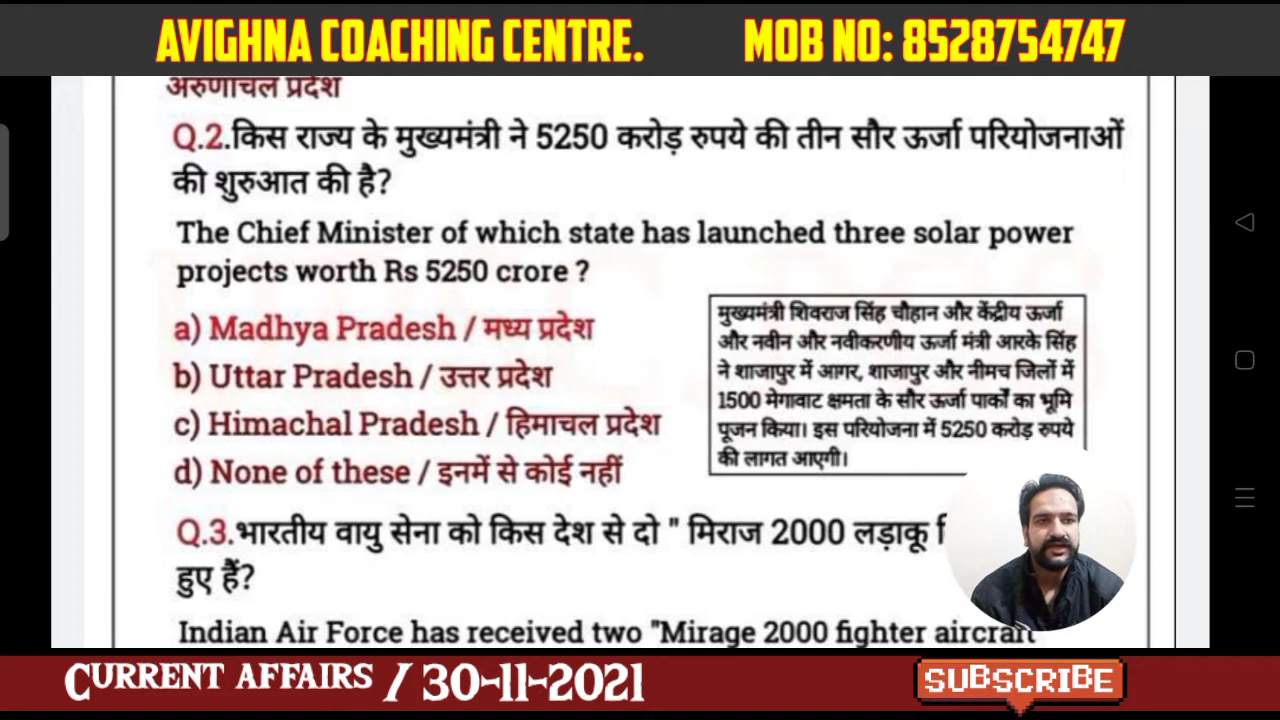 AVIGHNA COACHING CENTRE. MOB NO: 8528754747
अरुणाचल प्रदेश
Q.2.किस राज्य के मुख्यमंत्री ने 5250 करोड़ रुपये की तीन सौर ऊर्जा परियोजनाओं
की शुरुआत की है?
The Chief Minister of which state has launched three solar power
projects worth Rs 5250 crore ?
a) Madhya Pradesh / मध्य प्रदेश
b) Uttar Pradesh / उत्तर प्रदेश
c) Himachal Pradesh / हिमाचल प्रदेश
d) None of these / इनमें से कोई नहीं
मुख्यमंत्री शिवराज सिंह चौहान और केंद्रीय ऊर्जा
और नवीन और नवीकरणीय ऊर्जा मंत्री आरके सिंह
ने शाजापुर में आगर, शाजापुर और नीमच जिलों में
1500 मेगावाट क्षमता के सौर ऊर्जा पार्कों का भूमि
पूजन किया। इस परियोजना में 5250 करोड़ रुपये
की लागत आएगी।
Q.3.भारतीय वायु सेना को किस देश से दो " मिराज 2000 लड़ाकू
हुए हैं?
Indian Air Force has received two "Mirage 2000 fighter aircraft
CURRENT AFFAIRS / 30-11-2021
SUBSCRIBE